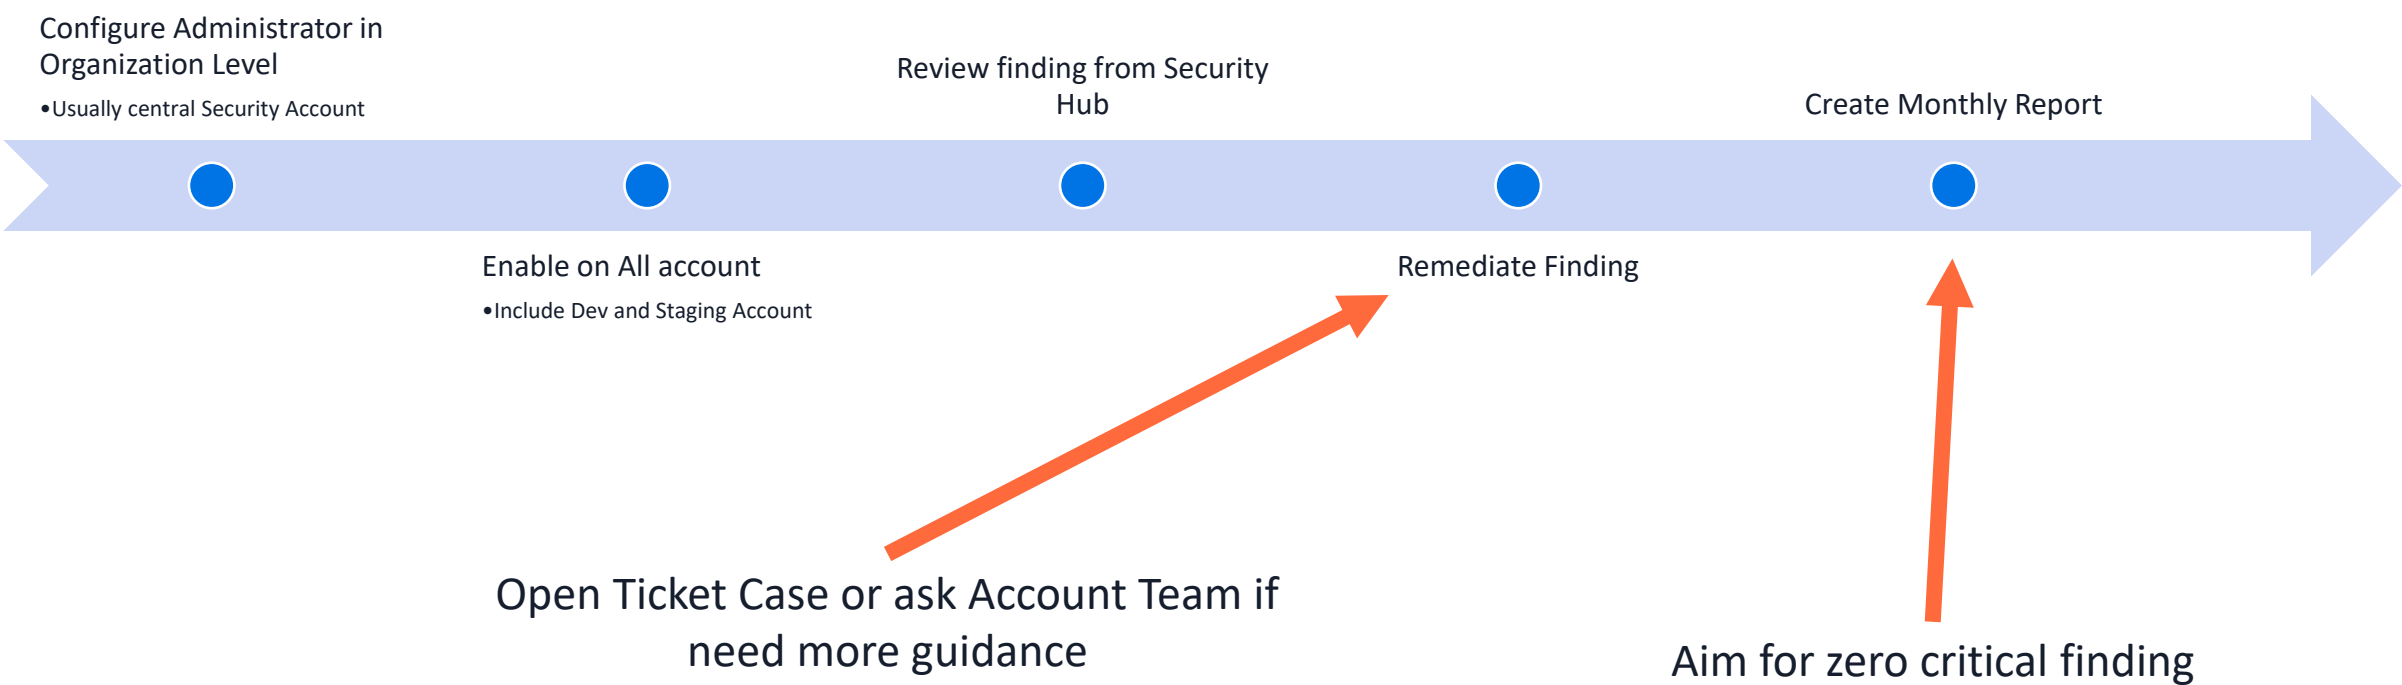 Configure Administrator in
Organization Level
•Usually central Security Account
Enable on All account
•Include Dev and Staging Account
Review finding from Security
Hub
Remediate Finding
Create Monthly Report
Open Ticket Case or ask Account Team if
need more guidance
Aim for zero critical finding